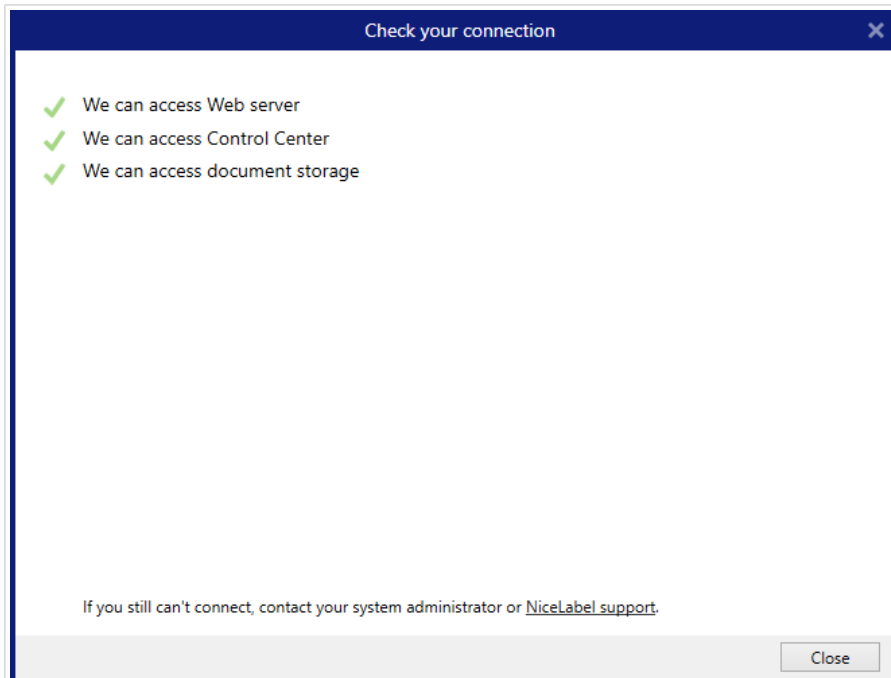 Check your connection
We can access Web server
We can access Control Center
We can access document storage
If you still can't connect, contact your system administrator or NiceLabel support.
Close